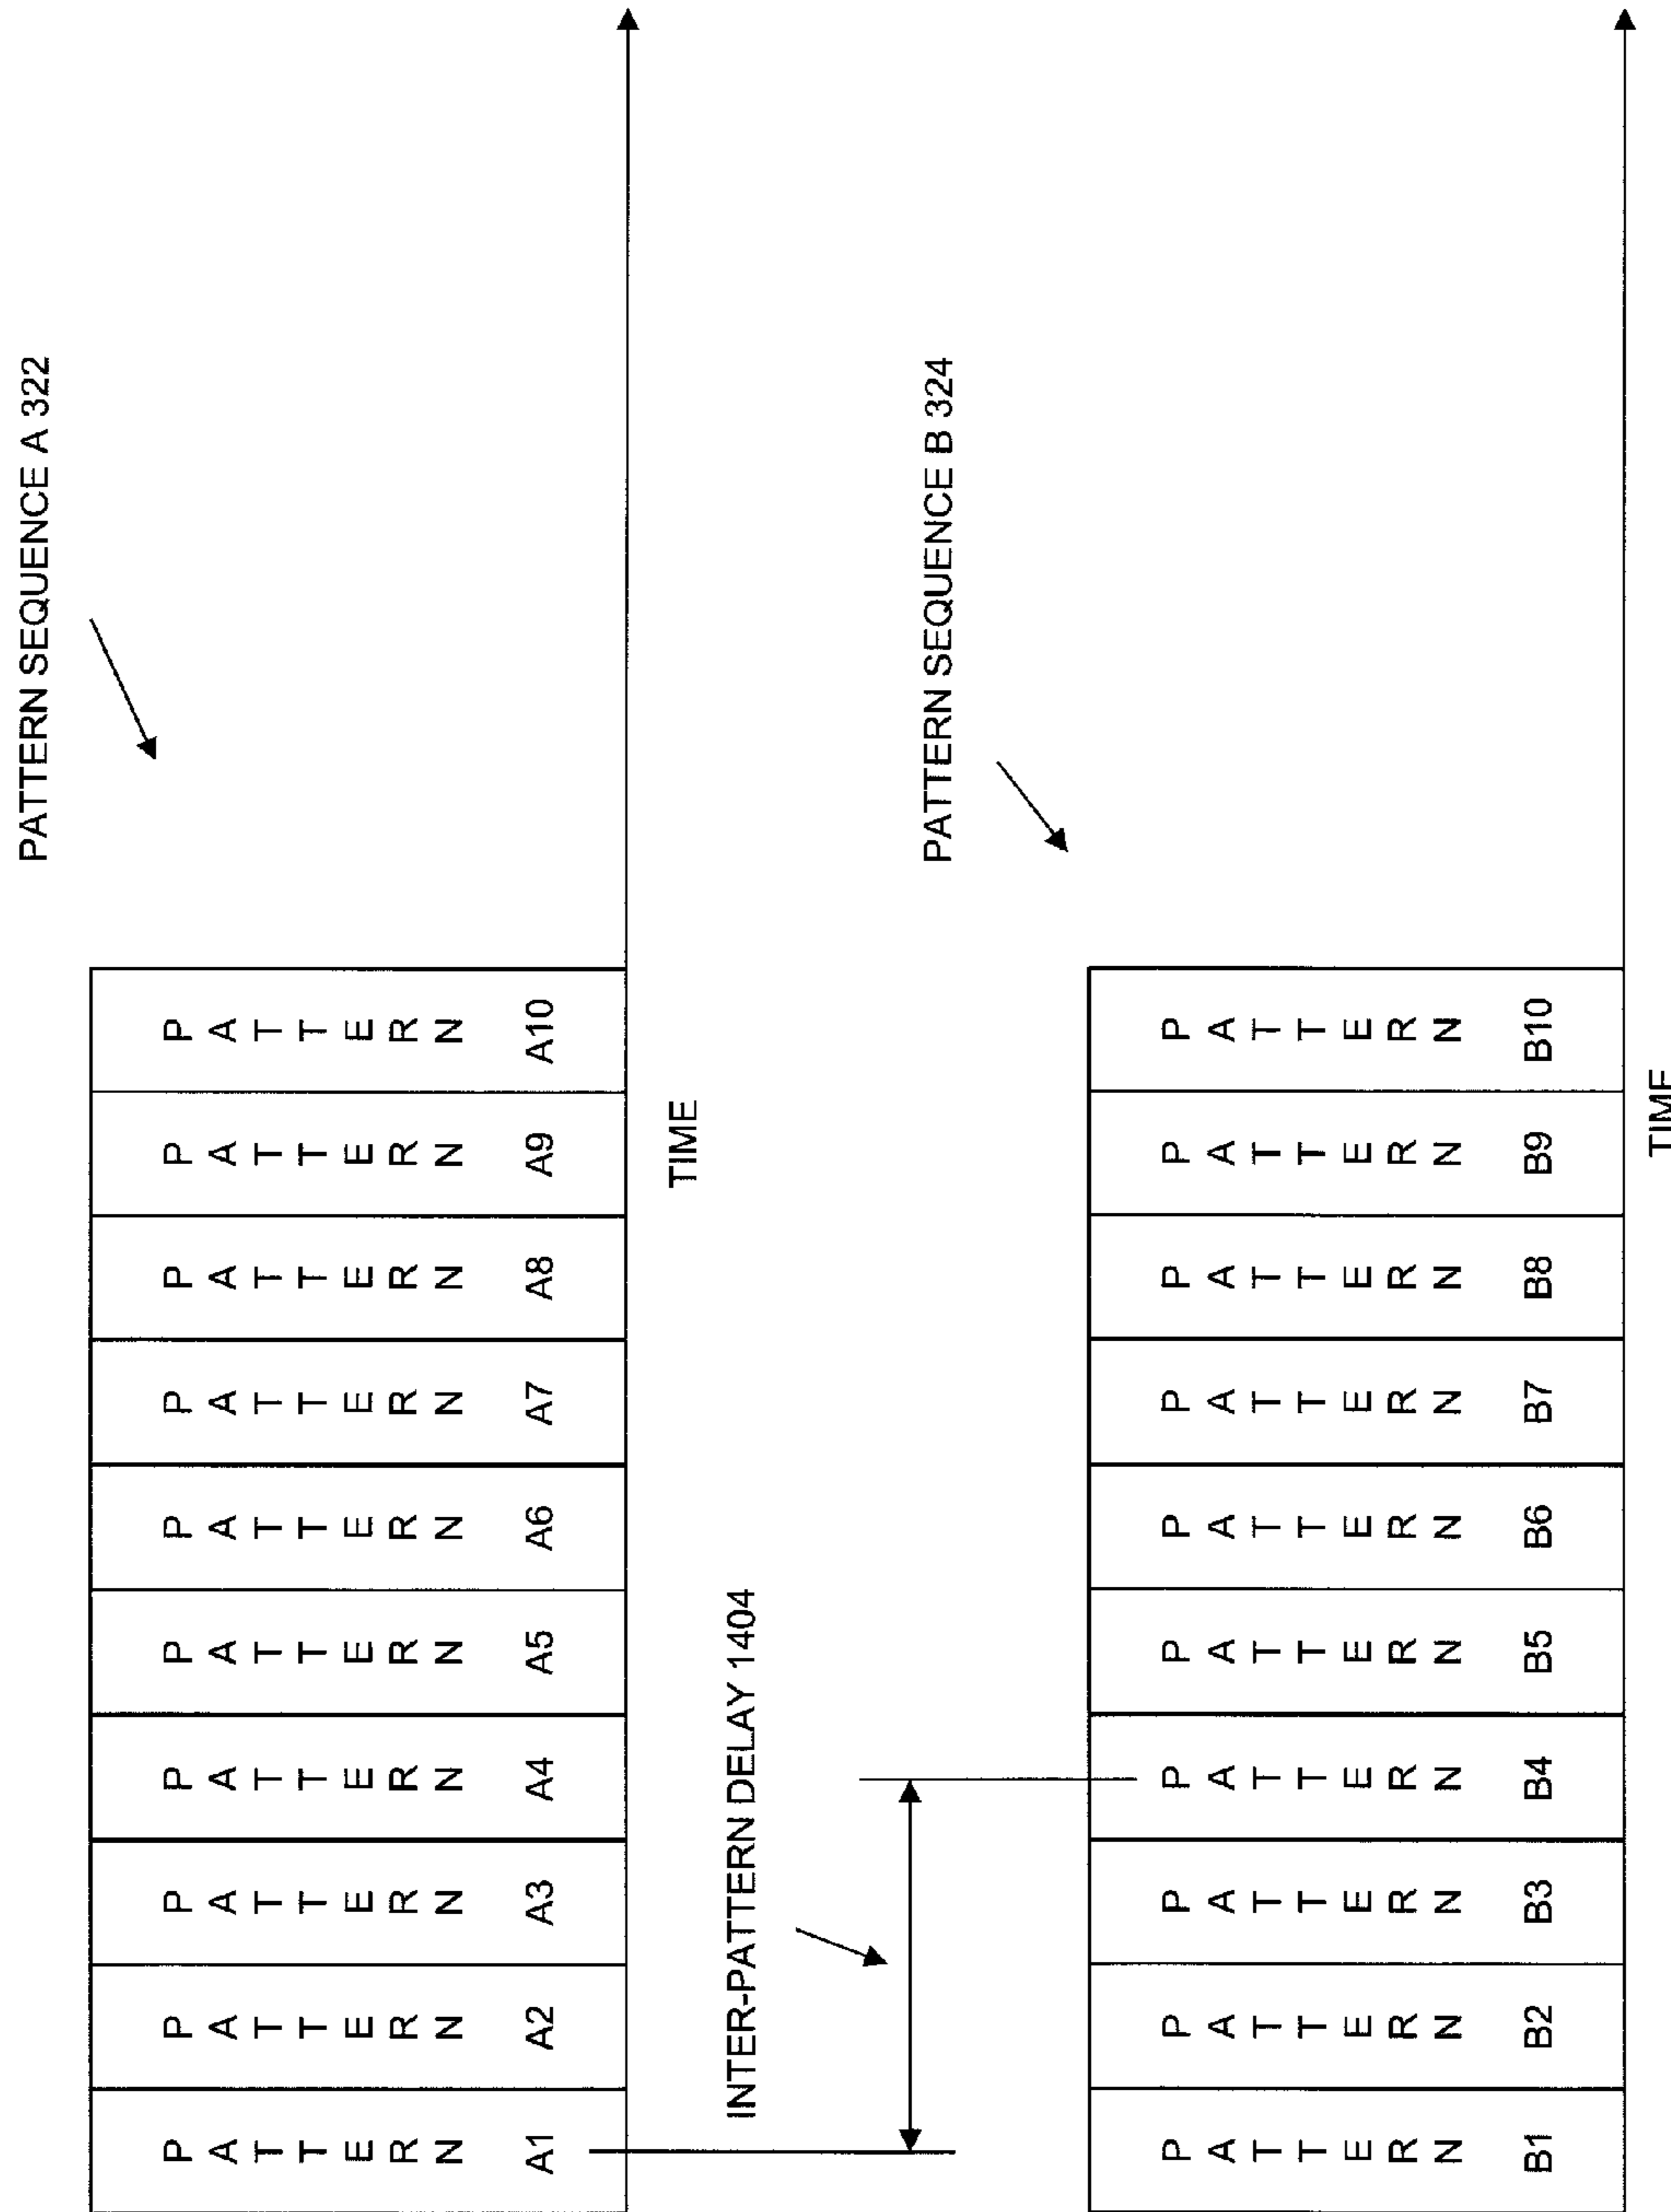 PATTERN SEQUENCE A 322
PATTERN
A1
PATTERN
A2
PATTERN
A3
PATTERN
A4
PATTERN
A5
PATTERN
A6
PATTERN
A7
PATTERN
A8
PATTERN
A9
PATTERN
A10
TIME
INTER-PATTERN DELAY 1404
PATTERN SEQUENCE B 324
PATTERN
B1
PATTERN
B2
PATTERN
B3
PATTERN
B4
PATTERN
B5
PATTERN
B6
PATTERN
B7
PATTERN
B8
PATTERN
B9
PATTERN
B10
TIME